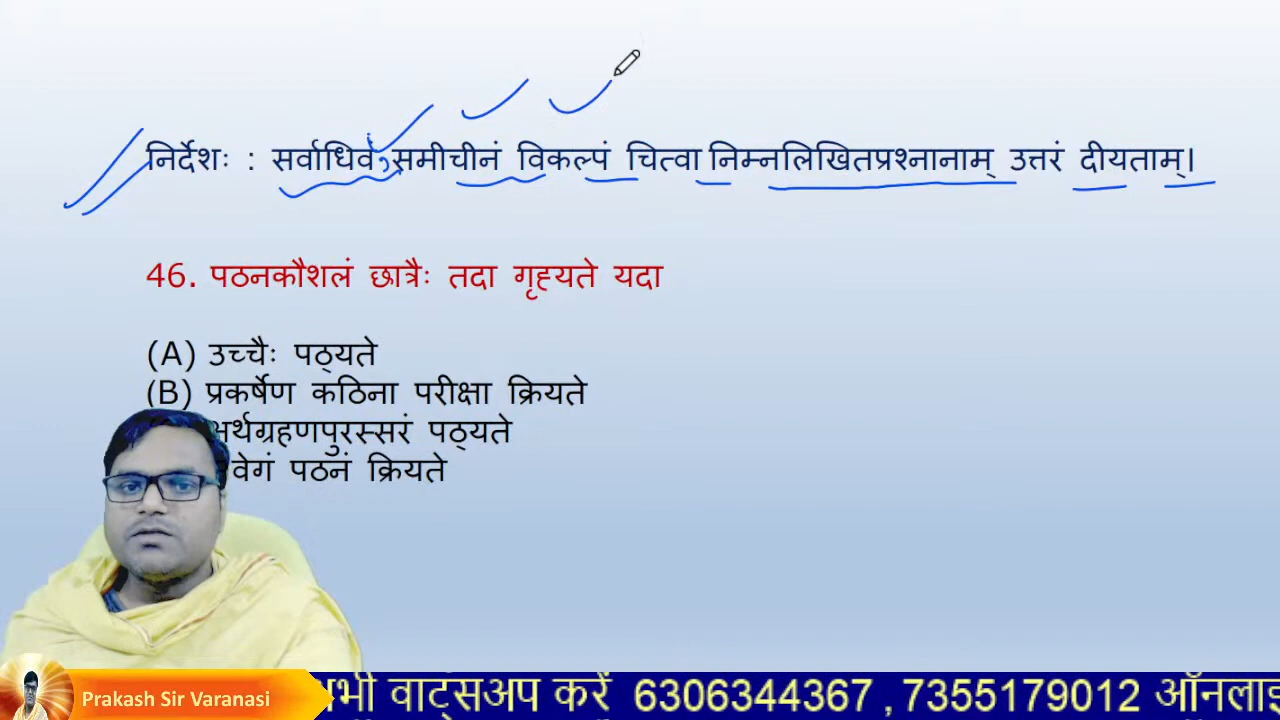 निर्देशः : सर्वाधिक समीचीनं विकल्पं चित्वा निम्नलिखितप्रश्नानाम् उत्तरं दीयताम्।
46. पठनकौशलं छात्रैः तदा गृह्यते यदा
(A) उच्चैः पठ्यते
(B) प्रकर्षेण कठिना परीक्षा क्रियते
अर्थग्रहणपुरस्सरं पठ्यते
पठनं क्रियते
Prakash Sir Varanasi
वाट्सअप करें 6306344367 , 7355179012